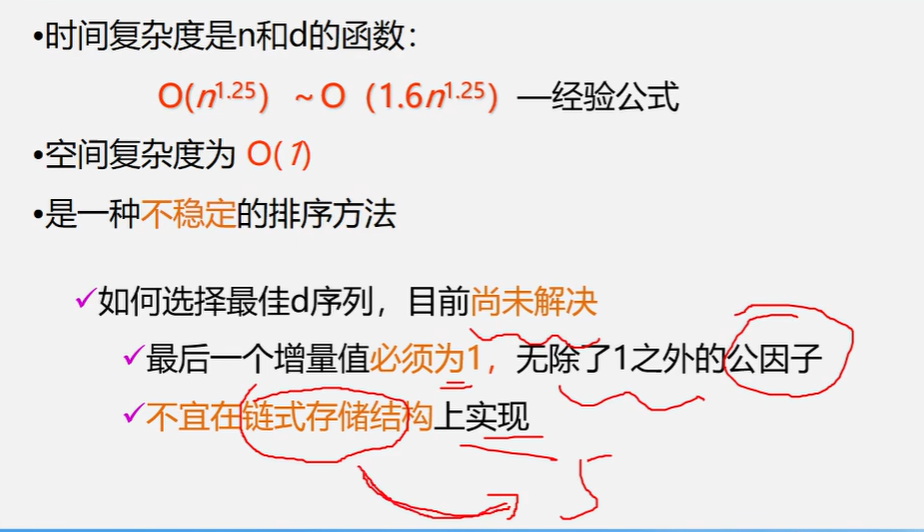 •时间复杂度是n和d的函数：
O(n^1.25) ~O（1.6n^1.25）—经验公式
•空间复杂度为 O(1)
•是一种不稳定的排序方法
✓如何选择最佳d序列，目前尚未解决
✓最后一个增量值必须为1，无除了1之外的公因子
✓不宜在链式存储结构上实现